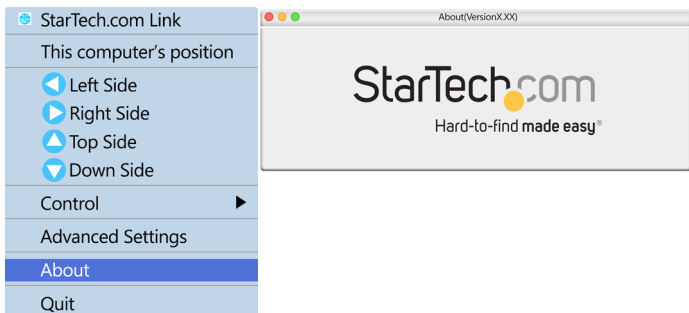 StarTech.com Link
This computer's position
Left Side
Right Side
Top Side
Down Side
Control
Advanced Settings
About
Quit
About(VersionX.XX)
StarTech.com
Hard-to-find made easy®